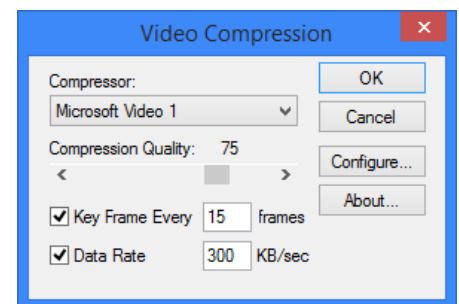 Video Compression
Compressor:
Microsoft Video 1
Compression Quality: 75
Key Frame Every 15 frames
Data Rate 300 KB/sec
OK
Cancel
Configure...
About...